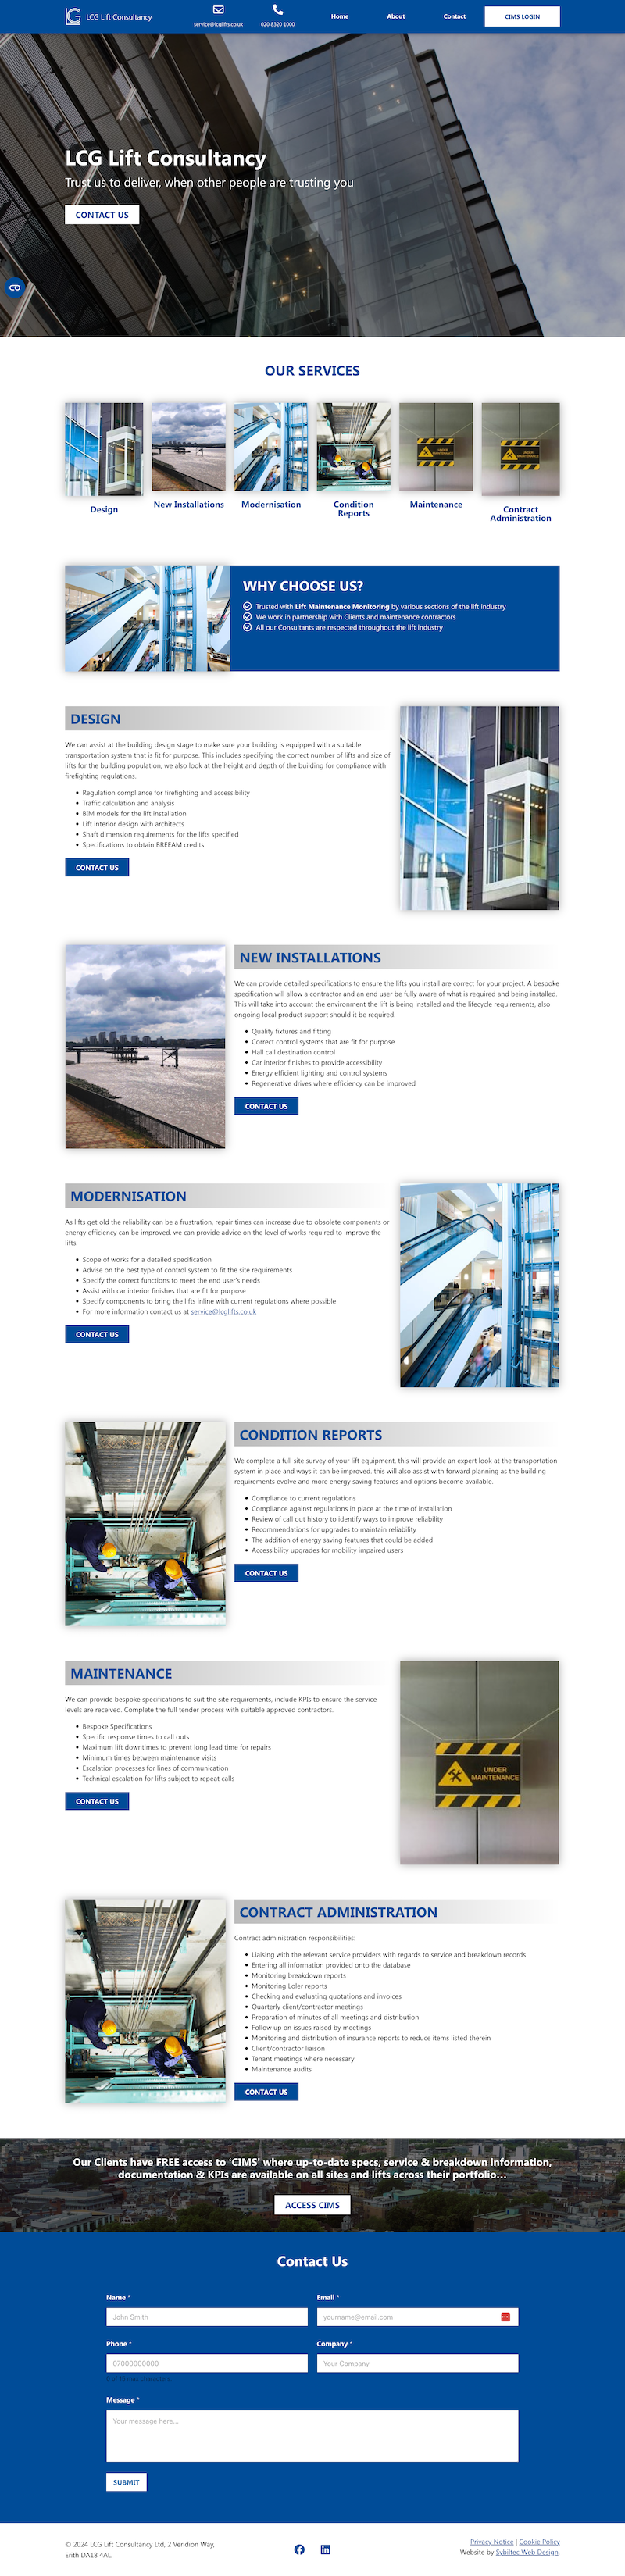 LCG Lift Consultancy
service@lcglifts.co.uk
020 8320 1000
Home
About
Contact
CIMS LOGIN
LCG Lift Consultancy
Trust us to deliver, when other people are trusting you
CONTACT US
OUR SERVICES
UNDER MAINTENANCE
UNDER MAINTENANCE
Design
New Installations
Modernisation
Condition
Reports
Maintenance
Contract
Administration
WHY CHOOSE US?
Trusted with Lift Maintenance Monitoring by various sections of the lift industry
We work in partnership with Clients and maintenance contractors
All our Consultants are respected throughout the lift industry
DESIGN
We can assist at the building design stage to make sure your building is equipped with a suitable
transportation system that is fit for purpose. This includes specifying the correct number of lifts and size of
lifts for the building population, we also look at the height and depth of the building for compliance with
firefighting regulations.
Regulation compliance for firefighting and accessibility
Traffic calculation and analysis
BIM models for the lift installation
Lift interior design with architects
Shaft dimension requirements for the lifts specified
Specifications to obtain BREEAM credits
CONTACT US
NEW INSTALLATIONS
We can provide detailed specifications to ensure the lifts you install are correct for your project. A bespoke
specification will allow a contractor and an end user be fully aware of what is required and being installed.
This will take into account the environment the lift is being installed and the lifecycle requirements, also
ongoing local product support should it be required.
Quality fixtures and fitting
Correct control systems that are fit for purpose
Hall call destination control
Car interior finishes to provide accessibility
Energy efficient lighting and control systems
Regenerative drives where efficiency can be improved
CONTACT US
MODERNISATION
As lifts get old the reliability can be a frustration, repair times can increase due to obsolete components or
energy efficiency can be improved. we can provide advice on the level of works required to improve the
lifts.
Scope of works for a detailed specification
Advise on the best type of control system to fit the site requirements
Specify the correct functions to meet the end user's needs
Assist with car interior finishes that are fit for purpose
Specify components to bring the lifts inline with current regulations where possible
For more information contact us at service@lcglifts.co.uk
CONTACT US
CONDITION REPORTS
We complete a full site survey of your lift equipment, this will provide an expert look at the transportation
system in place and ways it can be improved. this will also assist with forward planning as the building
requirements evolve and more energy saving features and options become available.
Compliance to current regulations
Compliance against regulations in place at the time of installation
Review of call out history to identify ways to improve reliability
Recommendations for upgrades to maintain reliability
The addition of energy saving features that could be added
Accessibility upgrades for mobility impaired users
CONTACT US
MAINTENANCE
We can provide bespoke specifications to suit the site requirements, include KPIs to ensure the service
levels are received. Complete the full tender process with suitable approved contractors.
Bespoke Specifications
Specific response times to call outs
Maximum lift downtimes to prevent long lead time for repairs
Minimum times between maintenance visits
Escalation processes for lines of communication
Technical escalation for lifts subject to repeat calls
CONTACT US
UNDER
MAINTENANCE
CONTRACT ADMINISTRATION
Contract administration responsibilities:
Liaising with the relevant service providers with regards to service and breakdown records
Entering all information provided onto the database
Monitoring breakdown reports
Monitoring Loler reports
Checking and evaluating quotations and invoices
Quarterly client/contractor meetings
Preparation of minutes of all meetings and distribution
Follow up on issues raised by meetings
Monitoring and distribution of insurance reports to reduce items listed therein
Client/contractor liaison
Tenant meetings where necessary
Maintenance audits
CONTACT US
Our Clients have FREE access to 'CIMS' where up-to-date specs, service & breakdown information,
documentation & KPIs are available on all sites and lifts across their portfolio...
ACCESS CIMS
Contact Us
Name *
Email *
John Smith
yourname@email.com
Phone *
Company *
07000000000
Your Company
Message *
Your message here...
SUBMIT
© 2024 LCG Lift Consultancy Ltd, 2 Veridion Way,
Erith DA18 4AL.
Privacy Notice | Cookie Policy
Website by Sybiltec Web Design.